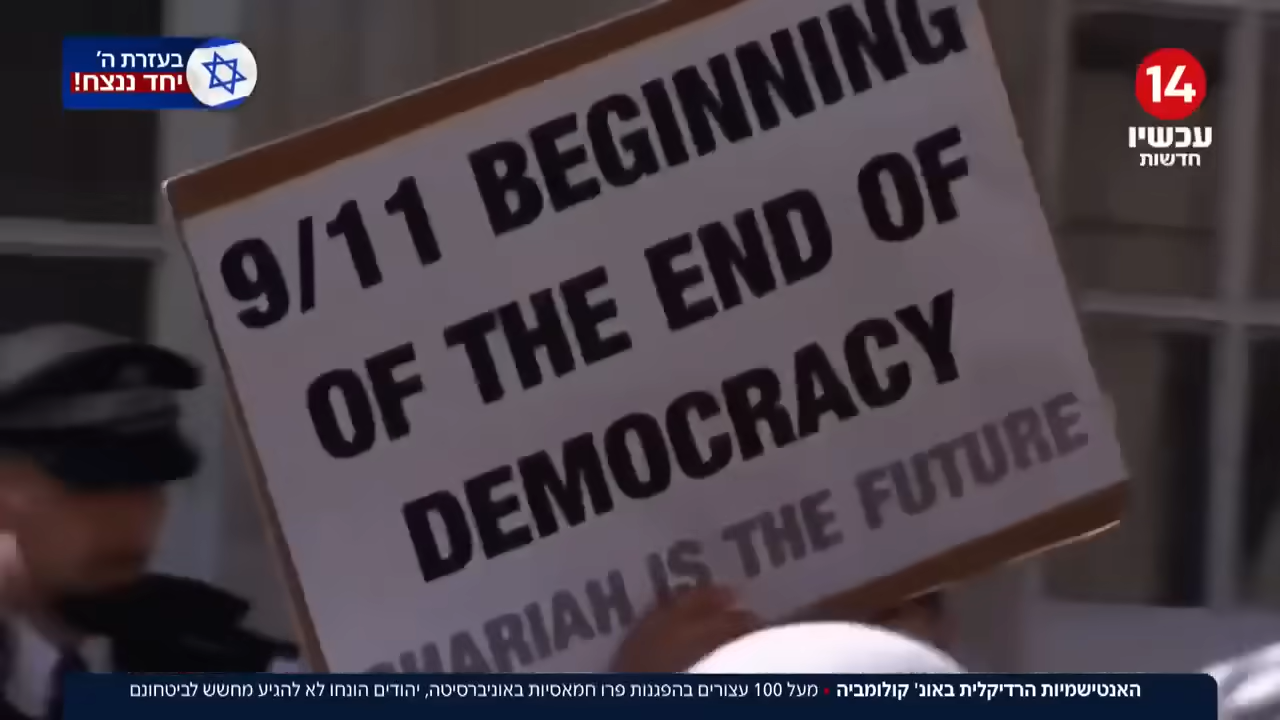 בעזרת ה'
יחד ננצח!
14
עכשיו
חדשות
9/11 BEGINNING
OF THE END OF
DEMOCRACY
SHARIAH IS THE FUTURE
האנטישמיות הרדיקלית באונ' קולומביה • מעל 100 עצורים בהפגנות פרו חמאסיות באוניברסיטה, יהודים הונחו לא להגיע מחשש לביטחונם